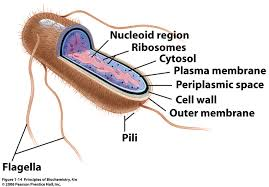 Nucleoid region
Ribosomes
Cytosol
Plasma membrane
Periplasmic space
Cell wall
Outer membrane
Pili
Flagella
Figure 1-14 Principles of Biochemistry, 4/e
© 2006 Pearson Prentice Hall, Inc.